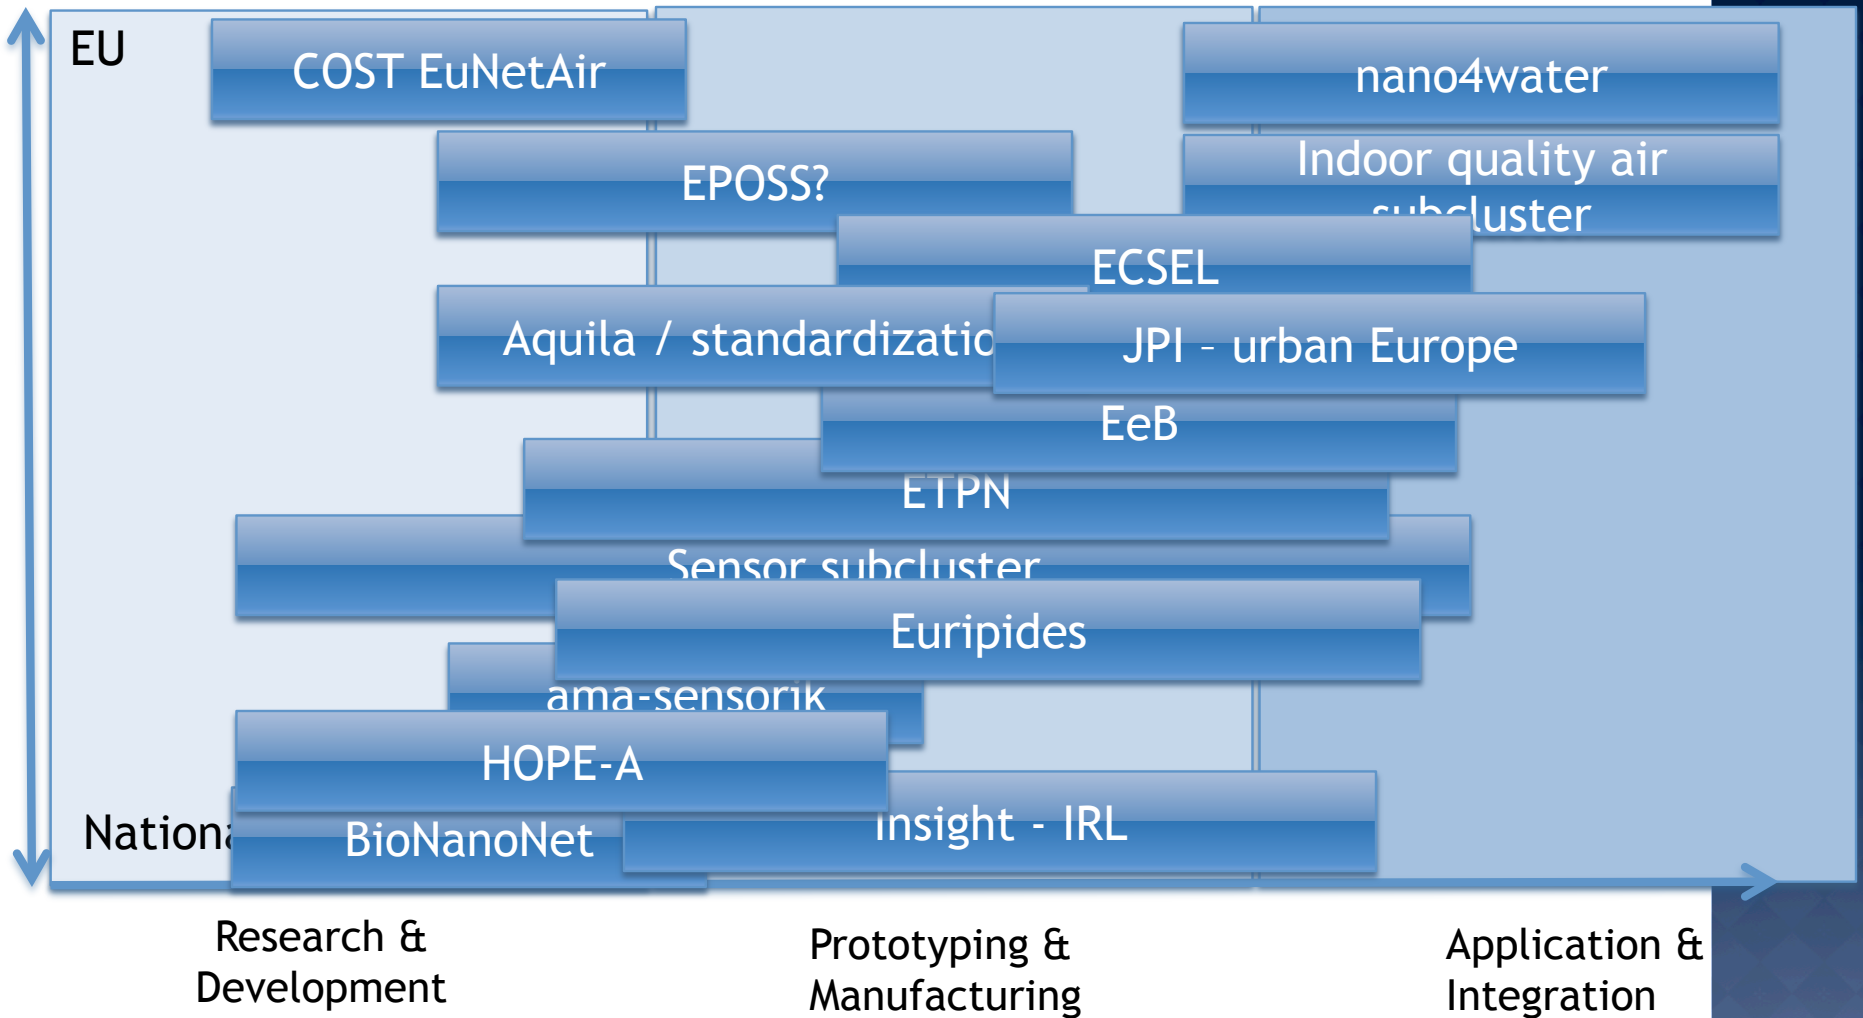 EU
COST EuNetAir
nano4water
EPOSS?
Indoor quality air
subcluster
ECSEL
Aquila / standardizatio
JPI – urban Europe
EeB
ETPN
Sensor subcluster
Euripides
ama-sensorik
HOPE-A
Nationa
BioNanoNet
Insight - IRL
Research &
Development
Prototyping &
Manufacturing
Application &
Integration